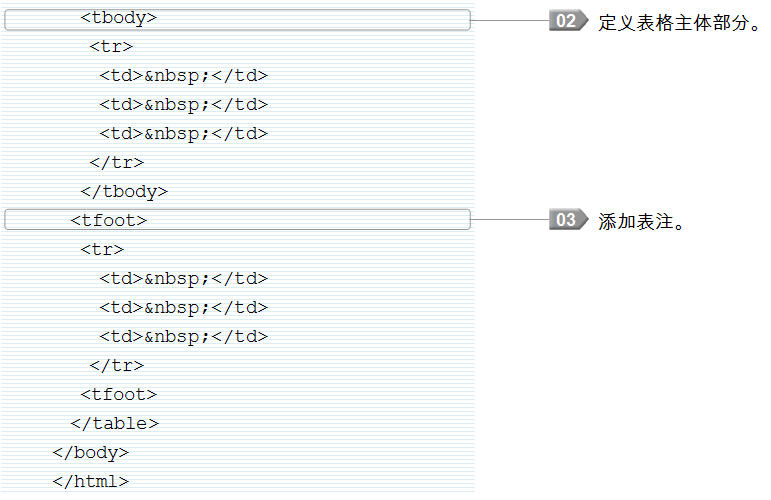 <tbody> 02 定义表格主体部分。
<tr>
<td>&nbsp;</td>
<td>&nbsp;</td>
<td>&nbsp;</td>
</tr>
</tbody>
<tfoot> 03 添加表注。
<tr>
<td>&nbsp;</td>
<td>&nbsp;</td>
<td>&nbsp;</td>
</tr>
<tfoot>
</table>
</body>
</html>